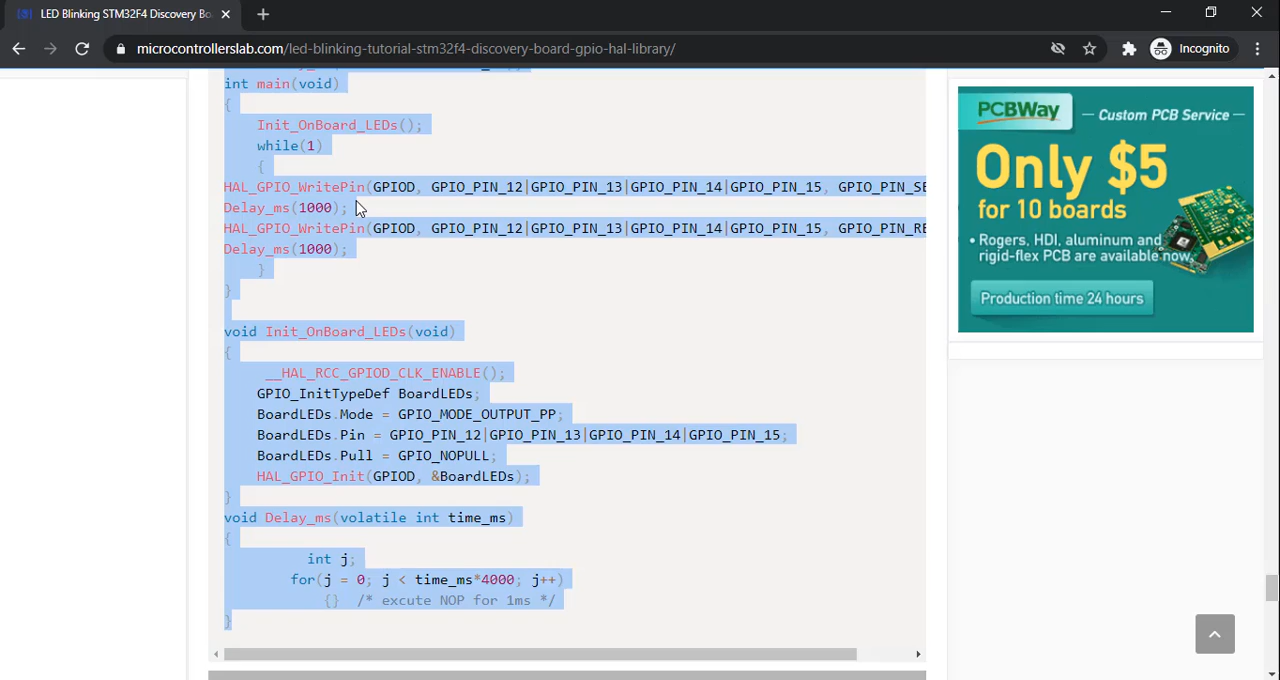 LED Blinking STM32F4 Discovery Bo
microcontrollerslab.com/led-blinking-tutorial-stm32f4-discovery-board-gpio-hal-library/
Incognito
int main(void)
{
Init_OnBoard_LEDs();
while(1)
{
HAL_GPIO_WritePin(GPIOD, GPIO_PIN_12|GPIO_PIN_13|GPIO_PIN_14|GPIO_PIN_15, GPIO_PIN_SE
Delay_ms(1000);
HAL_GPIO_WritePin(GPIOD, GPIO_PIN_12|GPIO_PIN_13|GPIO_PIN_14|GPIO_PIN_15, GPIO_PIN_RE
Delay_ms(1000);
}
}
void Init_OnBoard_LEDs(void)
{
__HAL_RCC_GPIOD_CLK_ENABLE();
GPIO_InitTypeDef BoardLEDs;
BoardLEDs.Mode = GPIO_MODE_OUTPUT_PP;
BoardLEDs.Pin = GPIO_PIN_12|GPIO_PIN_13|GPIO_PIN_14|GPIO_PIN_15;
BoardLEDs.Pull = GPIO_NOPULL;
HAL_GPIO_Init(GPIOD, &BoardLEDs);
}
void Delay_ms(volatile int time_ms)
{
int j;
for(j = 0; j < time_ms*4000; j++)
{} /* excute NOP for 1ms */
}
PCBWay — Custom PCB Service —
Only $5
for 10 boards
• Rogers, HDI, aluminum and
rigid-flex PCB are available now.
Production time 24 hours